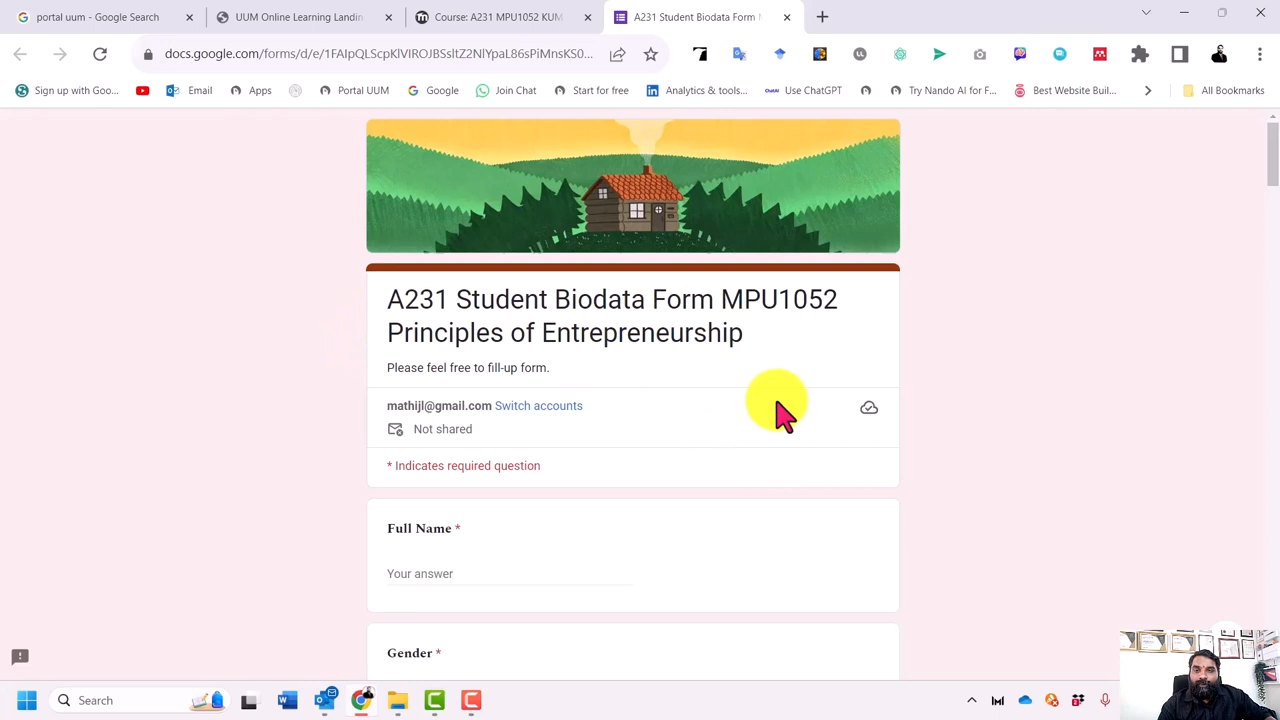 portal uum - Google Search
UUM Online Learning Landin
Course: A231 MPU1052 KUM
A231 Student Biodata Form M
docs.google.com/forms/d/e/1FAIpQLScpKlVIROJBSsltZ2NlYpaL86sPiMnsKS0...
Sign up with Goo...
Email
Apps
Portal UUM
Google
Join Chat
Start for free
Analytics & tools...
ChatAI
Use ChatGPT
Try Nando AI for F...
Best Website Buil...
All Bookmarks
A231 Student Biodata Form MPU1052
Principles of Entrepreneurship
Please feel free to fill-up form.
mathijl@gmail.com Switch accounts
Not shared
* Indicates required question
Full Name *
Your answer
Gender *
Search